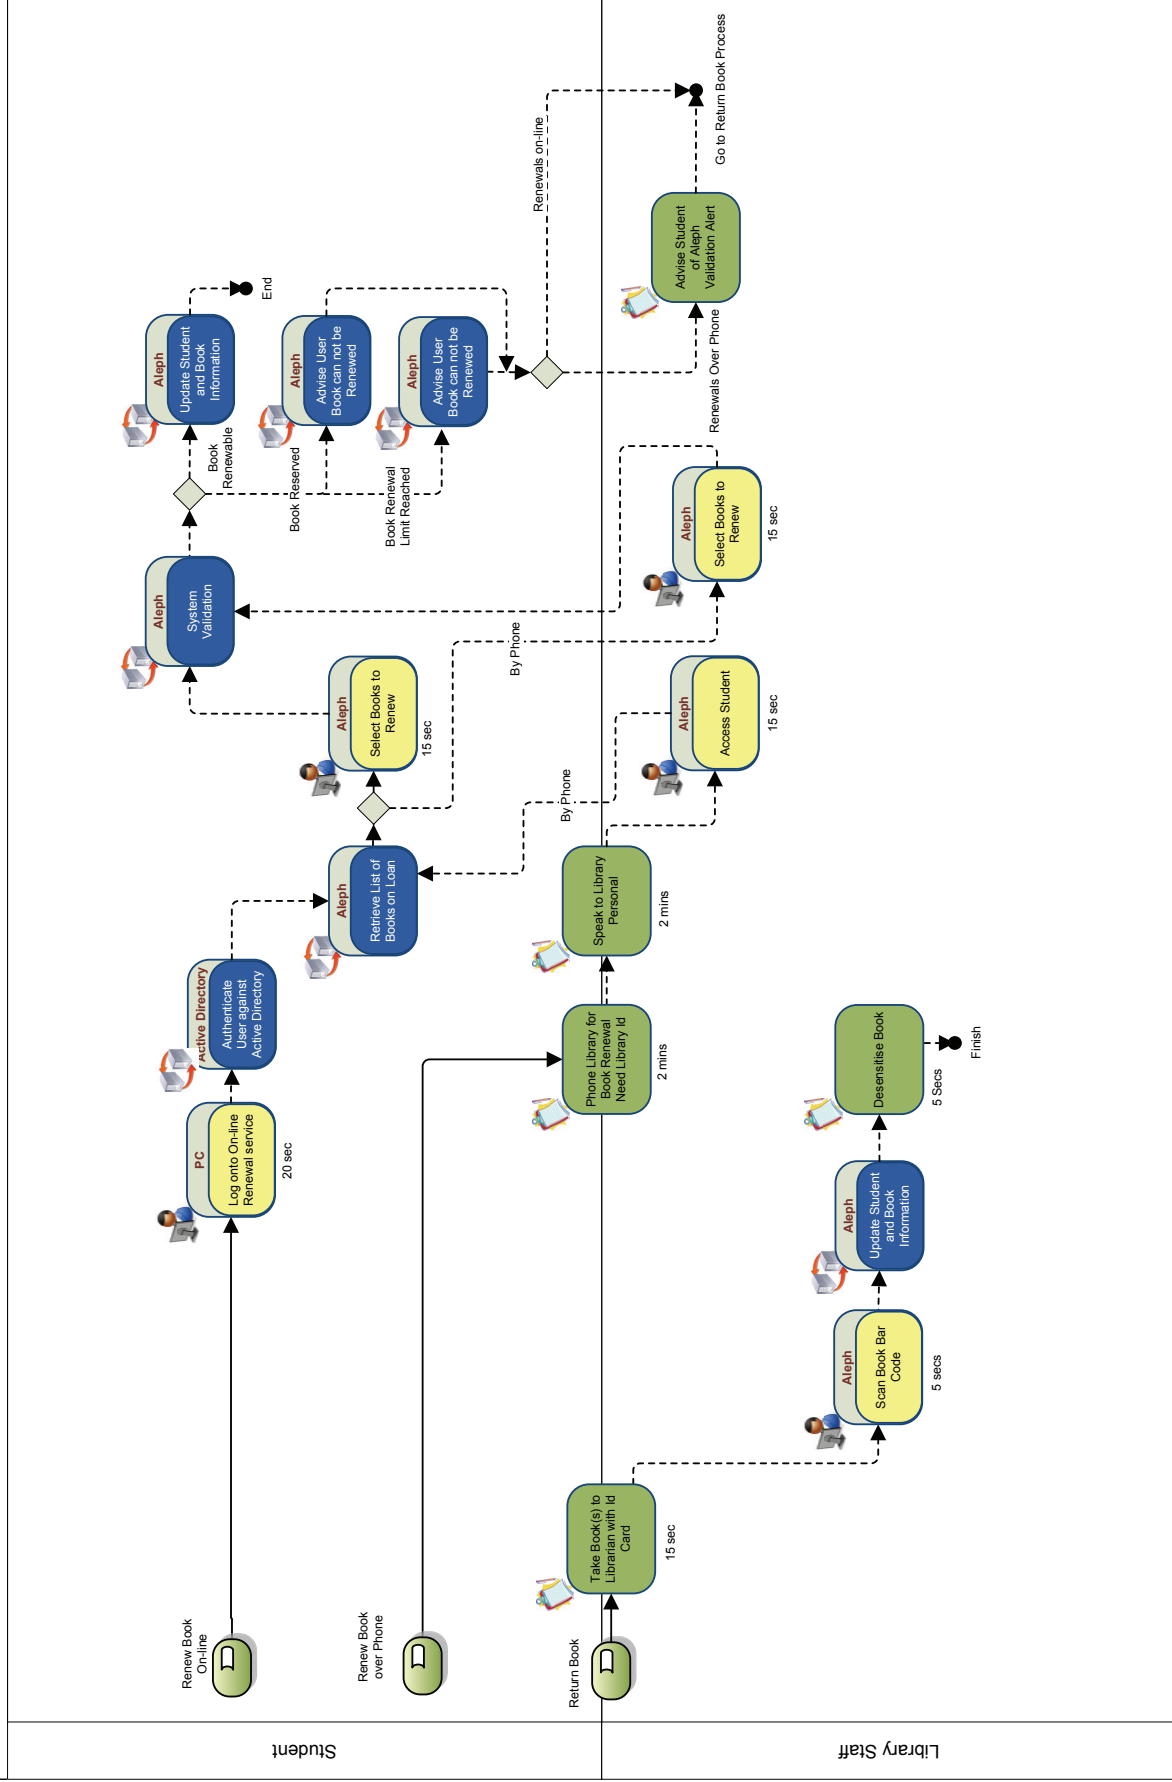 Student
Library Staff
Renew Book
On-line
PC
Log onto On-line
Renewal service
20 sec
Active Directory
Authenticate
User against
Active Directory
Renew Book
over Phone
Aleph
Retrieve List of
Books on Loan
Aleph
Select Books to
Renew
15 sec
Aleph
System
Validation
Book
Renewable
Book Reserved
Book Renewal
Limit Reached
Aleph
Update Student
and Book
Information
End
Aleph
Advise User
Book can not be
Renewed
Aleph
Advise User
Book can not be
Renewed
Renewals on-line
Renewals Over Phone
By Phone
By Phone
Return Book
Take Book(s) to
Librarian with Id
Card
15 sec
Phone Library for
Book Renewal
Need Library Id
2 mins
Speak to Library
Personal
2 mins
Aleph
Access Student
15 sec
Aleph
Select Books to
Renew
15 sec
Advise Student
of Aleph
Validation Alert
Go to Return Book Process
Aleph
Scan Book Bar
Code
5 secs
Aleph
Update Student
and Book
Information
Desensitise Book
5 Secs
Finish